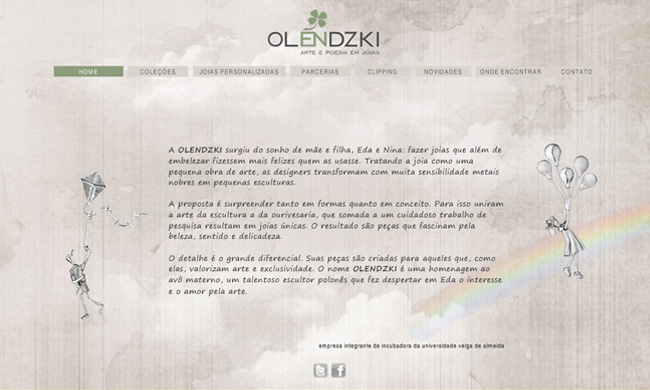 OLENDZKI
ARTE E POESIA EM JÓIAS
HOME COLEÇÕES JOIAS PERSONALIZADAS PARCERIAS CLIPPING NOVIDADES ONDE ENCONTRAR CONTATO
A OLENDZKI surgiu do sonho de mãe e filha, Eda e Nina: fazer joias que além de
embelezar fizessem mais felizes quem as usasse. Tratando a joia como uma
pequena obra de arte, as designers transformam com muita sensibilidade metais
nobres em pequenas esculturas.
A proposta é surpreender tanto em formas quanto em conceito. Para isso uniram
a arte da escultura a da ourivesaria, que somada a um cuidadoso trabalho de
pesquisa resultam em joias únicas. O resultado são peças que fascinam pela
beleza, sentido e delicadeza.
O detalhe é o grande diferencial. Suas peças são criadas para aqueles que, como
elas, valorizam arte e exclusividade. O nome OLENDZKI é uma homenagem ao
avô materno, um talentoso escultor polonês que fez despertar em Eda o interesse
e o amor pela arte.
empresa integrante da incubadora da universidade veiga de almeida